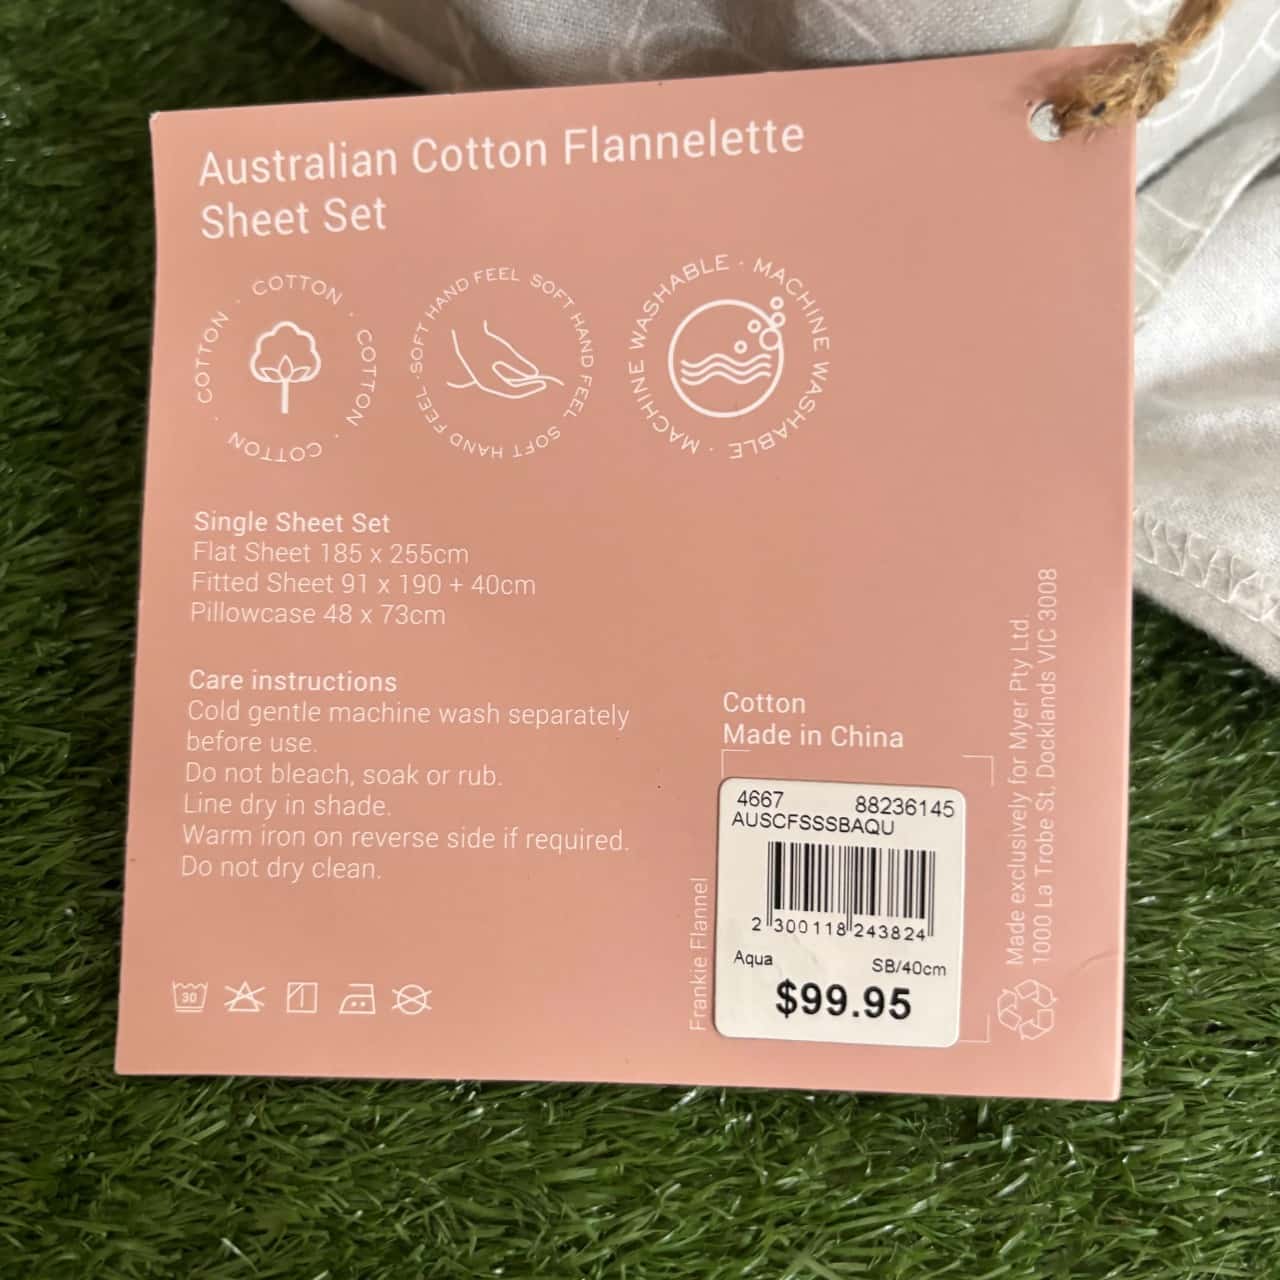 Australian Cotton Flannelette
Sheet Set
COTTON · COTTON · COTTON · COTTON ·
SOFT HAND FEEL SOFT HAND FEEL SOFT HAND FEEL ·
MACHINE WASHABLE · MACHINE WASHABLE · MACHINE WASHABLE ·
Single Sheet Set
Flat Sheet 185 x 255cm
Fitted Sheet 91 x 190 + 40cm
Pillowcase 48 x 73cm
Care instructions
Cold gentle machine wash separately
before use.
Do not bleach, soak or rub.
Line dry in shade.
Warm iron on reverse side if required.
Do not dry clean.
30
Cotton
Made in China
Frankie Flannel
4667 88236145
AUSCFSSSBAQU
2 300118 243824
Aqua SB/40cm
$99.95
Made exclusively for Myer Pty Ltd.
1000 La Trobe St, Docklands VIC 3008